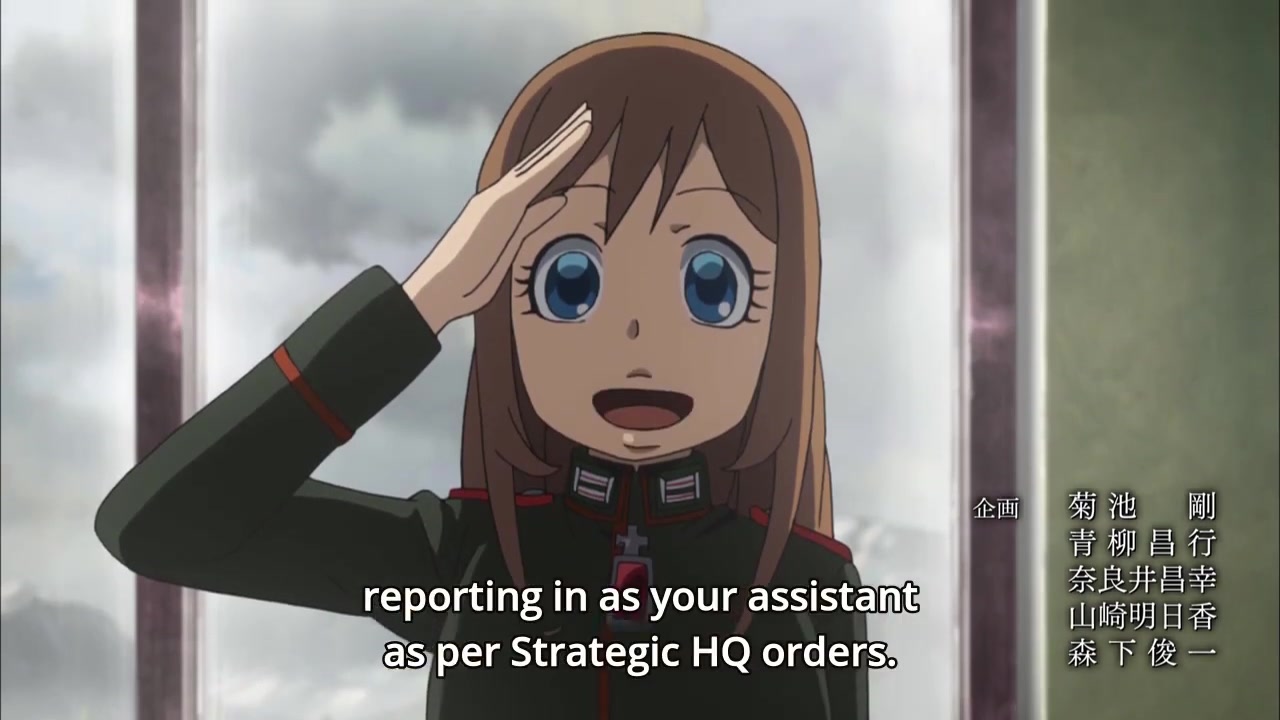 reporting in as your assistant
as per Strategic HQ orders.
企画 菊池 剛
青柳昌行
奈良井昌幸
山崎明日香
森下俊一